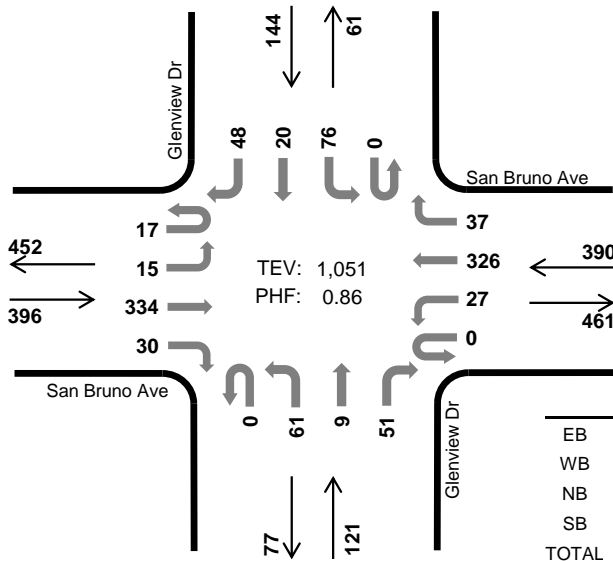 144
61
Glenview Dr
48
20
76
0
San Bruno Ave
17
37
452
15
TEV: 1,051
326
390
396
334
PHF: 0.86
27
461
30
0
San Bruno Ave
0
61
9
51
Glenview Dr
77
121
EB
WB
NB
SB
TOTAL